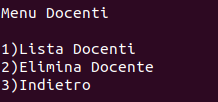 Menu Docenti
1)Lista Docenti
2)Elimina Docente
3)Indietro